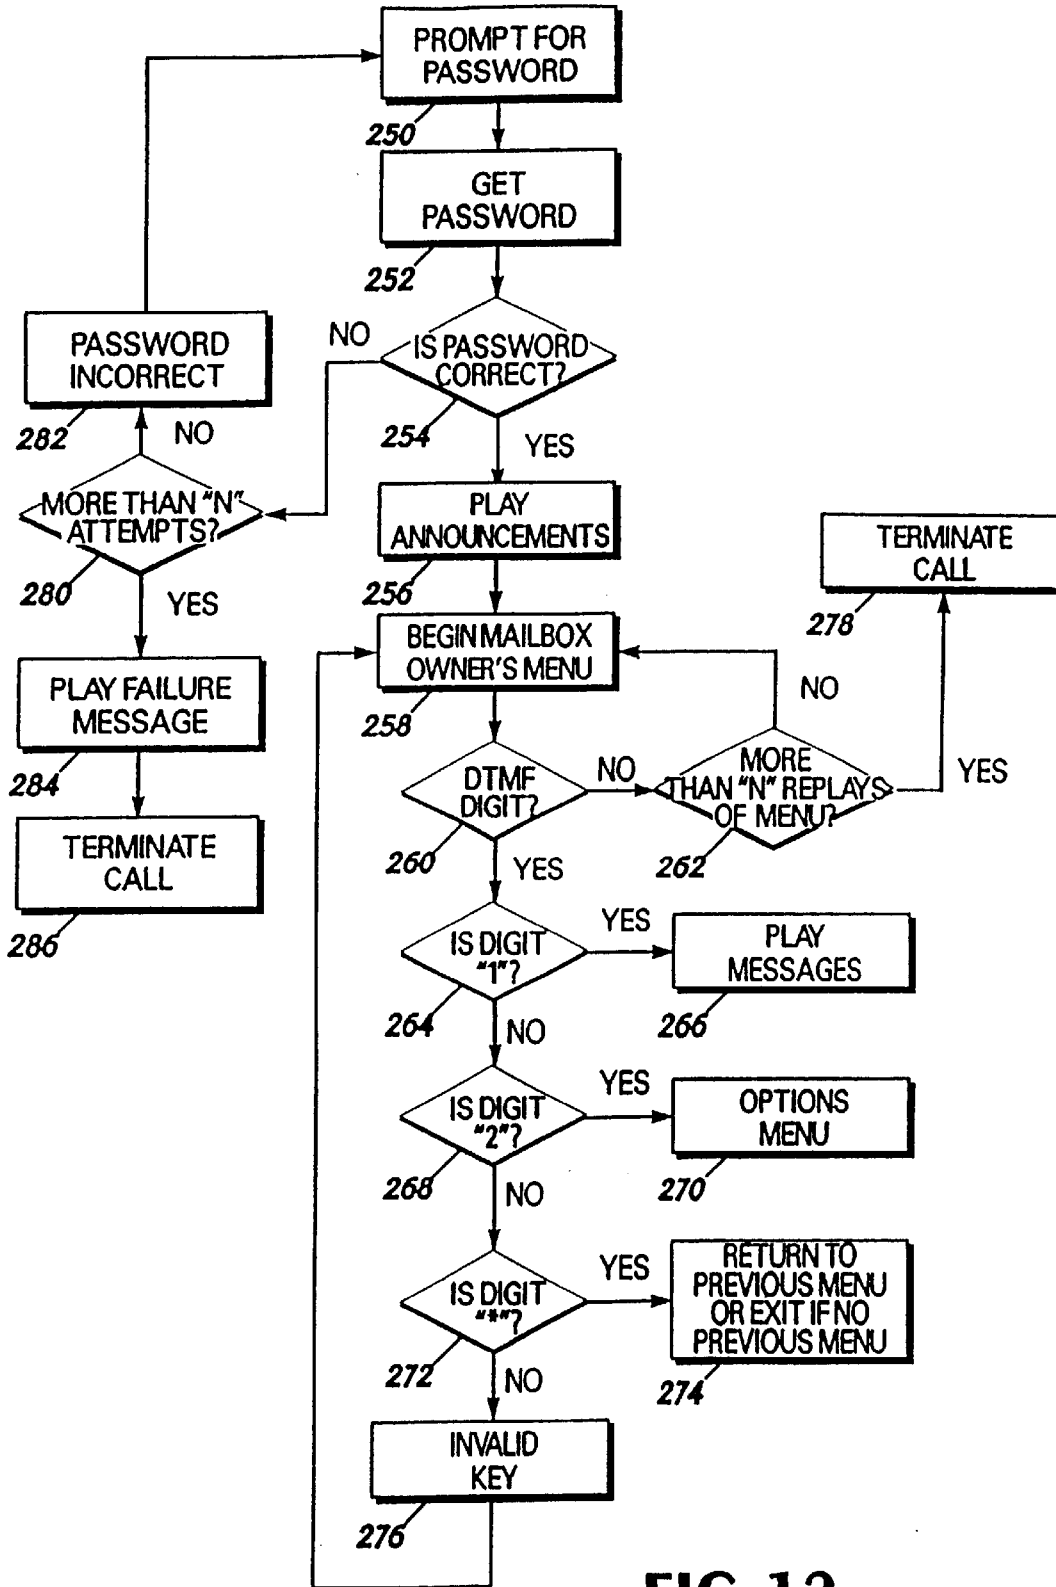 PROMPT FOR
PASSWORD
250
GET
PASSWORD
252
IS PASSWORD
CORRECT?
254
NO
YES
PASSWORD
INCORRECT
282
NO
MORE THAN "N"
ATTEMPTS?
280
YES
PLAY FAILURE
MESSAGE
284
TERMINATE
CALL
286
PLAY
ANNOUNCEMENTS
256
BEGIN MAILBOX
OWNER'S MENU
258
TERMINATE
CALL
278
NO
DTMF
DIGIT?
260
NO
YES
MORE
THAN "N" REPLAYS
OF MENU?
262
YES
IS DIGIT
"1"?
264
YES
NO
PLAY
MESSAGES
266
IS DIGIT
"2"?
268
YES
NO
OPTIONS
MENU
270
IS DIGIT
"*"?
272
YES
NO
RETURN TO
PREVIOUS MENU
OR EXIT IF NO
PREVIOUS MENU
274
INVALID
KEY
276